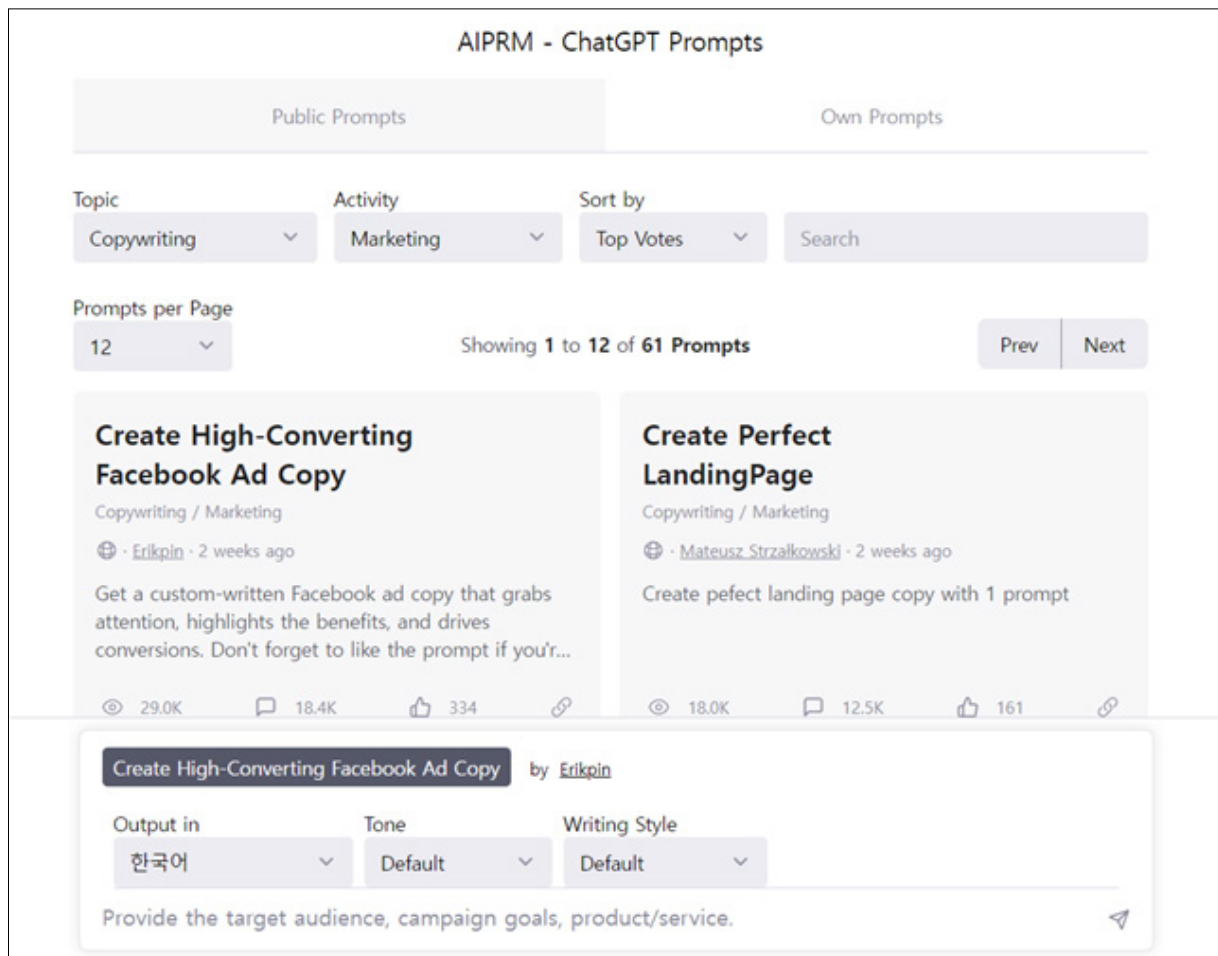 AIPRM - ChatGPT Prompts
Public Prompts Own Prompts
Topic Activity Sort by
Copywriting Marketing Top Votes Search
Prompts per Page
12 Showing 1 to 12 of 61 Prompts Prev Next
Create High-Converting
Facebook Ad Copy
Copywriting / Marketing
· Erikpin · 2 weeks ago
Get a custom-written Facebook ad copy that grabs
attention, highlights the benefits, and drives
conversions. Don't forget to like the prompt if you'r...
29.0K 18.4K 334
Create Perfect
LandingPage
Copywriting / Marketing
· Mateusz Strzałkowski · 2 weeks ago
Create pefect landing page copy with 1 prompt
18.0K 12.5K 161
Create High-Converting Facebook Ad Copy by Erikpin
Output in Tone Writing Style
한국어 Default Default
Provide the target audience, campaign goals, product/service.